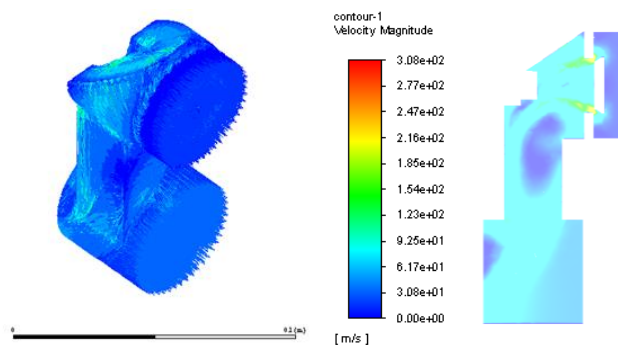 contour-1
Velocity Magnitude
3.08e+02
2.77e+02
2.47e+02
2.16e+02
1.85e+02
1.54e+02
1.23e+02
9.25e+01
6.17e+01
3.08e+01
0.00e+00
[ m/s ]
0
0.2 (m)